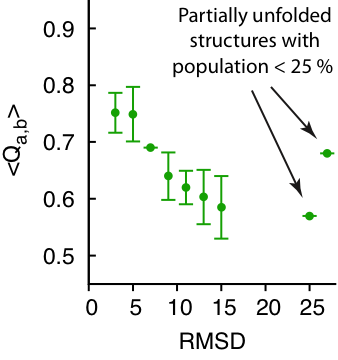 Partially unfolded
structures with
population < 25 %
0.9
0.8
0.7
0.6
0.5
<Qa,b>
0 5 10 15 20 25
RMSD